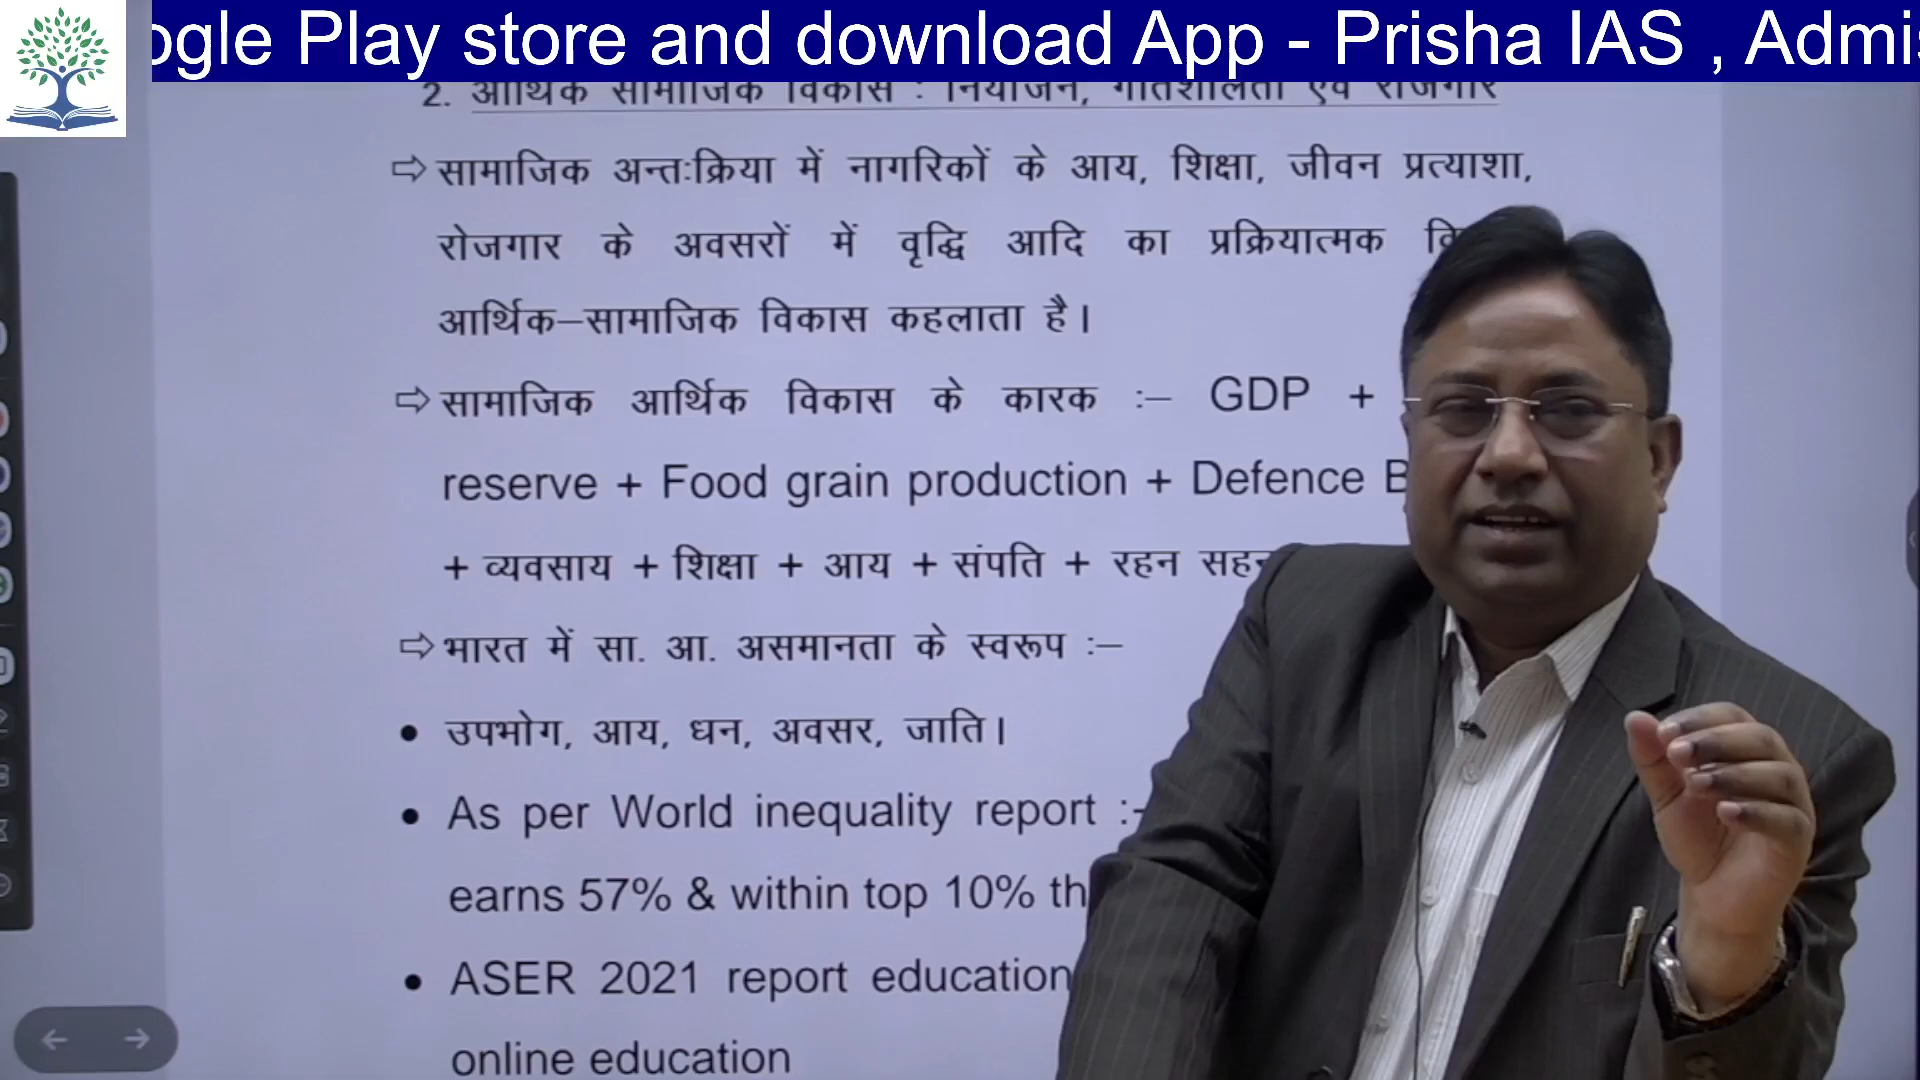 ogle Play store and download App - Prisha IAS , Admis
2. आर्थिक सामाजिक विकास : नियोजन, गतिशीलता एवं रोजगार
⇨ सामाजिक अन्तःक्रिया में नागरिकों के आय, शिक्षा, जीवन प्रत्याशा,
रोजगार के अवसरों में वृद्धि आदि का प्रक्रियात्मक
आर्थिक–सामाजिक विकास कहलाता है।
⇨ सामाजिक आर्थिक विकास के कारक :– GDP +
reserve + Food grain production + Defence B
+ व्यवसाय + शिक्षा + आय + संपति + रहन सहन
⇨ भारत में सा. आ. असमानता के स्वरूप :–
• उपभोग, आय, धन, अवसर, जाति।
• As per World inequality report :-
earns 57% & within top 10% th
• ASER 2021 report education
online education